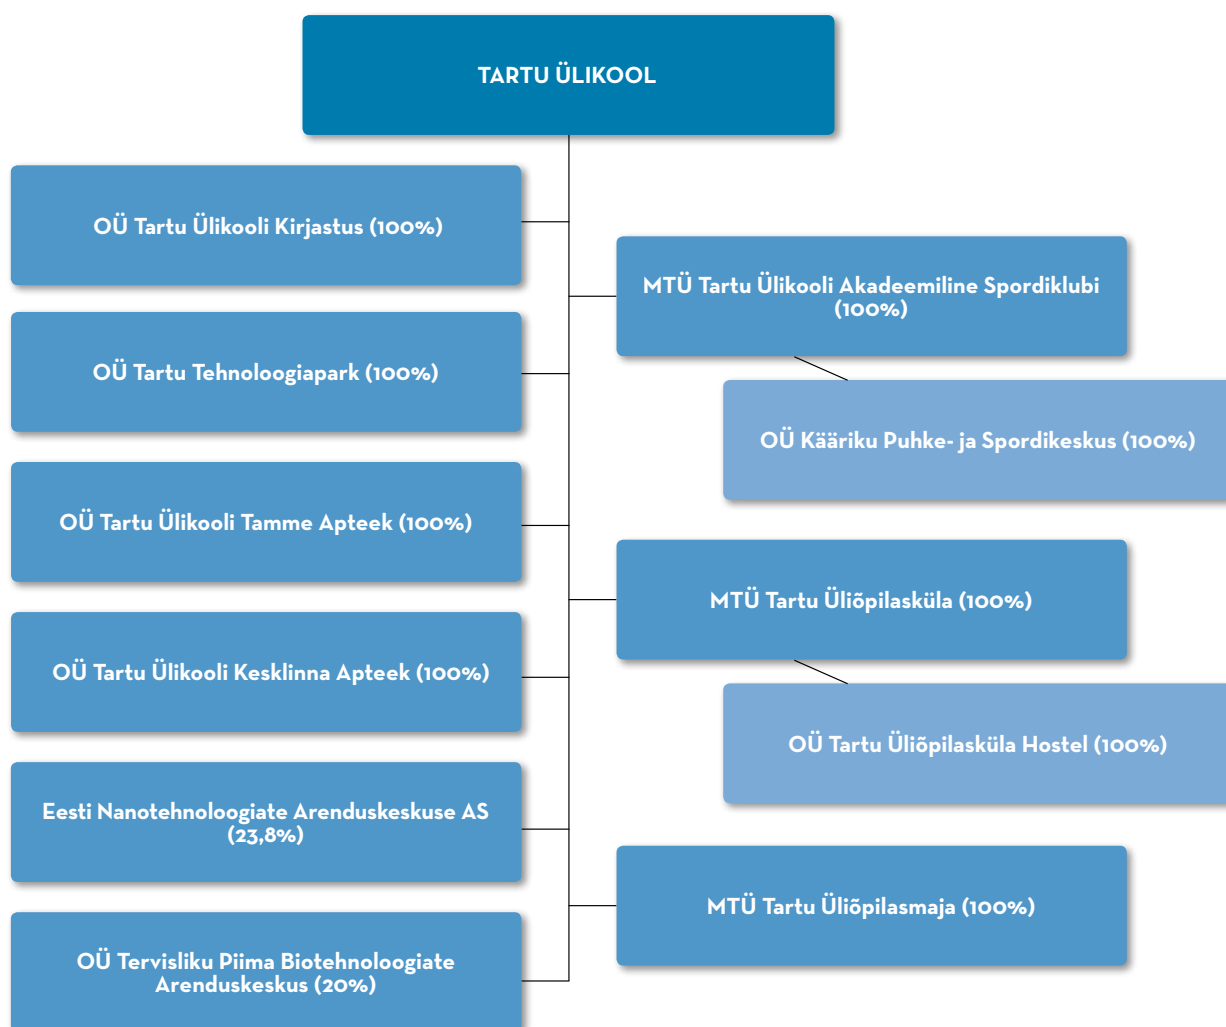 TARTU ÜLIKOOL
OÜ Tartu Ülikooli Kirjastus (100%)
OÜ Tartu Tehnoloogiapark (100%)
OÜ Tartu Ülikooli Tamme Apteek (100%)
OÜ Tartu Ülikooli Kesklinna Apteek (100%)
Eesti Nanotehnoloogiate Arenduskeskuse AS
(23,8%)
OÜ Tervisliku Piima Biotehnoloogiate
Arenduskeskus (20%)
MTÜ Tartu Ülikooli Akadeemiline Spordiklubi
(100%)
OÜ Kääriku Puhke- ja Spordikeskus (100%)
MTÜ Tartu Üliõpilasküla (100%)
OÜ Tartu Üliõpilasküla Hostel (100%)
MTÜ Tartu Üliõpilasmaja (100%)